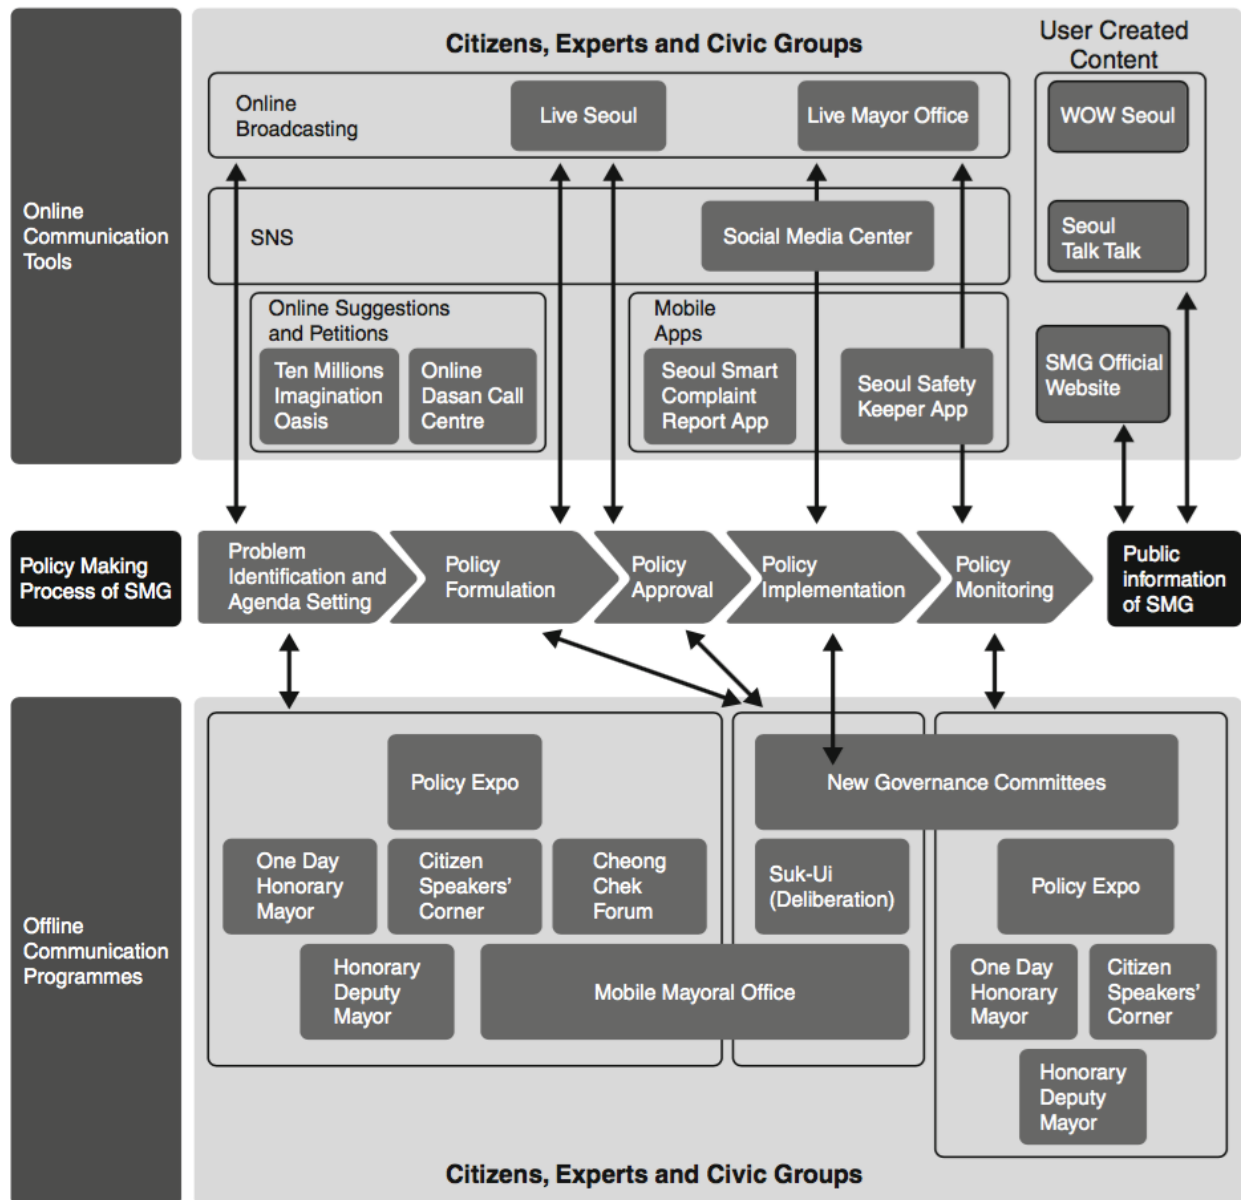 Citizens, Experts and Civic Groups
User Created
Content
Online
Broadcasting
Live Seoul
Live Mayor Office
WOW Seoul
Online
Communication
Tools
SNS
Social Media Center
Seoul
Talk Talk
Online Suggestions
and Petitions
Ten Millions
Imagination
Oasis
Online
Dasan Call
Centre
Mobile
Apps
Seoul Smart
Complaint
Report App
Seoul Safety
Keeper App
SMG Official
Website
Policy Making
Process of SMG
Problem
Identification and
Agenda Setting
Policy
Formulation
Policy
Approval
Policy
Implementation
Policy
Monitoring
Public
information
of SMG
Offline
Communication
Programmes
Policy Expo
One Day
Honorary
Mayor
Citizen
Speakers’
Corner
Cheong
Chek
Forum
Honorary
Deputy
Mayor
Mobile Mayoral Office
New Governance Committees
Suk-Ui
(Deliberation)
Policy Expo
One Day
Honorary
Mayor
Citizen
Speakers’
Corner
Honorary
Deputy
Mayor
Citizens, Experts and Civic Groups